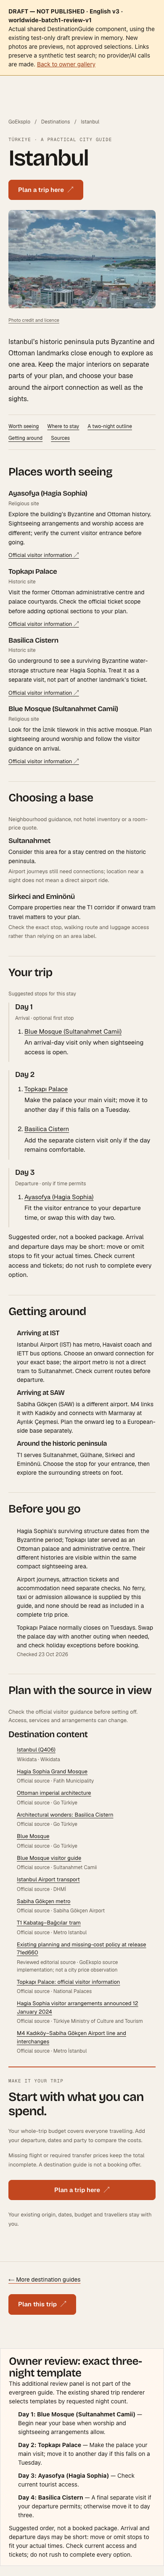 DRAFT — NOT PUBLISHED · English v3 ·
worldwide-batch1-review-v1
Actual shared DestinationGuide component, using the
existing test-only draft preview in memory. New
photos are previews, not approved selections. Links
preserve a synthetic test search; no provider/AI calls
are made. Back to owner gallery
GoEksplo / Destinations / Istanbul
TÜRKIYE · A PRACTICAL CITY GUIDE
Istanbul
Plan a trip here ↗
Photo credit and licence
Istanbul's historic peninsula puts Byzantine and
Ottoman landmarks close enough to explore as
one area. Keep the major interiors on separate
parts of your plan, and choose your base
around the airport connection as well as the
sights.
Worth seeing Where to stay A two-night outline
Getting around Sources
Places worth seeing
Ayasofya (Hagia Sophia)
Religious site
Explore the building's Byzantine and Ottoman history.
Sightseeing arrangements and worship access are
different; verify the current visitor entrance before
going.
Official visitor information ↗
Topkapı Palace
Historic site
Visit the former Ottoman administrative centre and
palace courtyards. Check the official ticket scope
before adding optional sections to your plan.
Official visitor information ↗
Basilica Cistern
Historic site
Go underground to see a surviving Byzantine water-
storage structure near Hagia Sophia. Treat it as a
separate visit, not part of another landmark's ticket.
Official visitor information ↗
Blue Mosque (Sultanahmet Camii)
Religious site
Look for the İznik tilework in this active mosque. Plan
sightseeing around worship and follow the visitor
guidance on arrival.
Official visitor information ↗
Choosing a base
Neighbourhood guidance, not hotel inventory or a room-
price quote.
Sultanahmet
Consider this area for a stay centred on the historic
peninsula.
Airport journeys still need connections; location near a
sight does not mean a direct airport ride.
Sirkeci and Eminönü
Compare properties near the T1 corridor if onward tram
travel matters to your plan.
Check the exact stop, walking route and luggage access
rather than relying on an area label.
Your trip
Suggested stops for this stay
Day 1
Arrival · optional first stop
1. Blue Mosque (Sultanahmet Camii)
An arrival-day visit only when sightseeing
access is open.
Day 2
1. Topkapı Palace
Make the palace your main visit; move it to
another day if this falls on a Tuesday.
2. Basilica Cistern
Add the separate cistern visit only if the day
remains comfortable.
Day 3
Departure · only if time permits
1. Ayasofya (Hagia Sophia)
Fit the visitor entrance to your departure
time, or swap this with day two.
Suggested order, not a booked package. Arrival
and departure days may be short: move or omit
stops to fit your actual times. Check current
access and tickets; do not rush to complete every
option.
Getting around
Arriving at IST
Istanbul Airport (IST) has metro, Havaist coach and
IETT bus options. Choose an onward connection for
your exact base; the airport metro is not a direct
tram to Sultanahmet. Check current routes before
departure.
Arriving at SAW
Sabiha Gökçen (SAW) is a different airport. M4 links
it with Kadıköy and connects with Marmaray at
Ayrılık Çeşmesi. Plan the onward leg to a European-
side base separately.
Around the historic peninsula
T1 serves Sultanahmet, Gülhane, Sirkeci and
Eminönü. Choose the stop for your entrance, then
explore the surrounding streets on foot.
Before you go
Hagia Sophia's surviving structure dates from the
Byzantine period; Topkapı later served as an
Ottoman palace and administrative centre. Their
different histories are visible within the same
compact sightseeing area.
Airport journeys, attraction tickets and
accommodation need separate checks. No ferry,
taxi or admission allowance is supplied by this
guide, and none should be read as included in a
complete trip price.
Topkapı Palace normally closes on Tuesdays. Swap
the palace day with another outing when needed,
and check holiday exceptions before booking.
Checked 23 Oct 2026
Plan with the source in view
Check the official visitor guidance before setting off.
Access, services and arrangements can change.
Destination content
Istanbul (Q406)
Wikidata · Wikidata
Hagia Sophia Grand Mosque
Official source · Fatih Municipality
Ottoman imperial architecture
Official source · Go Türkiye
Architectural wonders: Basilica Cistern
Official source · Go Türkiye
Blue Mosque
Official source · Go Türkiye
Blue Mosque visitor guide
Official source · Sultanahmet Camii
Istanbul Airport transport
Official source · DHMİ
Sabiha Gökçen metro
Official source · Sabiha Gökçen Airport
T1 Kabataş–Bağcılar tram
Official source · Metro Istanbul
Existing planning and missing-cost policy at release
71ed660
Reviewed editorial source · GoEksplo source
implementation; not a city price observation
Topkapı Palace: official visitor information
Official source · National Palaces
Hagia Sophia visitor arrangements announced 12
January 2024
Official source · Türkiye Ministry of Culture and Tourism
M4 Kadıköy–Sabiha Gökçen Airport line and
interchanges
Official source · Metro Istanbul
MAKE IT YOUR TRIP
Start with what you can
spend.
Your whole-trip budget covers everyone travelling. Add
your departure, dates and party to compare the costs.
Missing flight or required transfer prices keep the total
incomplete. A destination guide is not a booking offer.
Plan a trip here ↗
Your existing origin, dates, budget and travellers stay with
you.
← More destination guides
Plan this trip ↗
Owner review: exact three-
night template
This additional review panel is not part of the
modern guide. The existing shared trip renderer
selects templates by requested night count.
Day 1: Blue Mosque (Sultanahmet Camii) —
Begin near your base when worship and
sightseeing arrangements allow.
Day 2: Topkapı Palace — Make the palace your
main visit; move it to another day if this falls on a
Tuesday.
Day 3: Ayasofya (Hagia Sophia) — Check
current tourist access.
Day 4: Basilica Cistern — A final separate visit if
your departure permits; otherwise move it to day
three.
Suggested order, not a booked package. Arrival
and departure days may be short: move or omit stops
to fit your actual times. Check current access and
tickets; do not rush to complete every option.